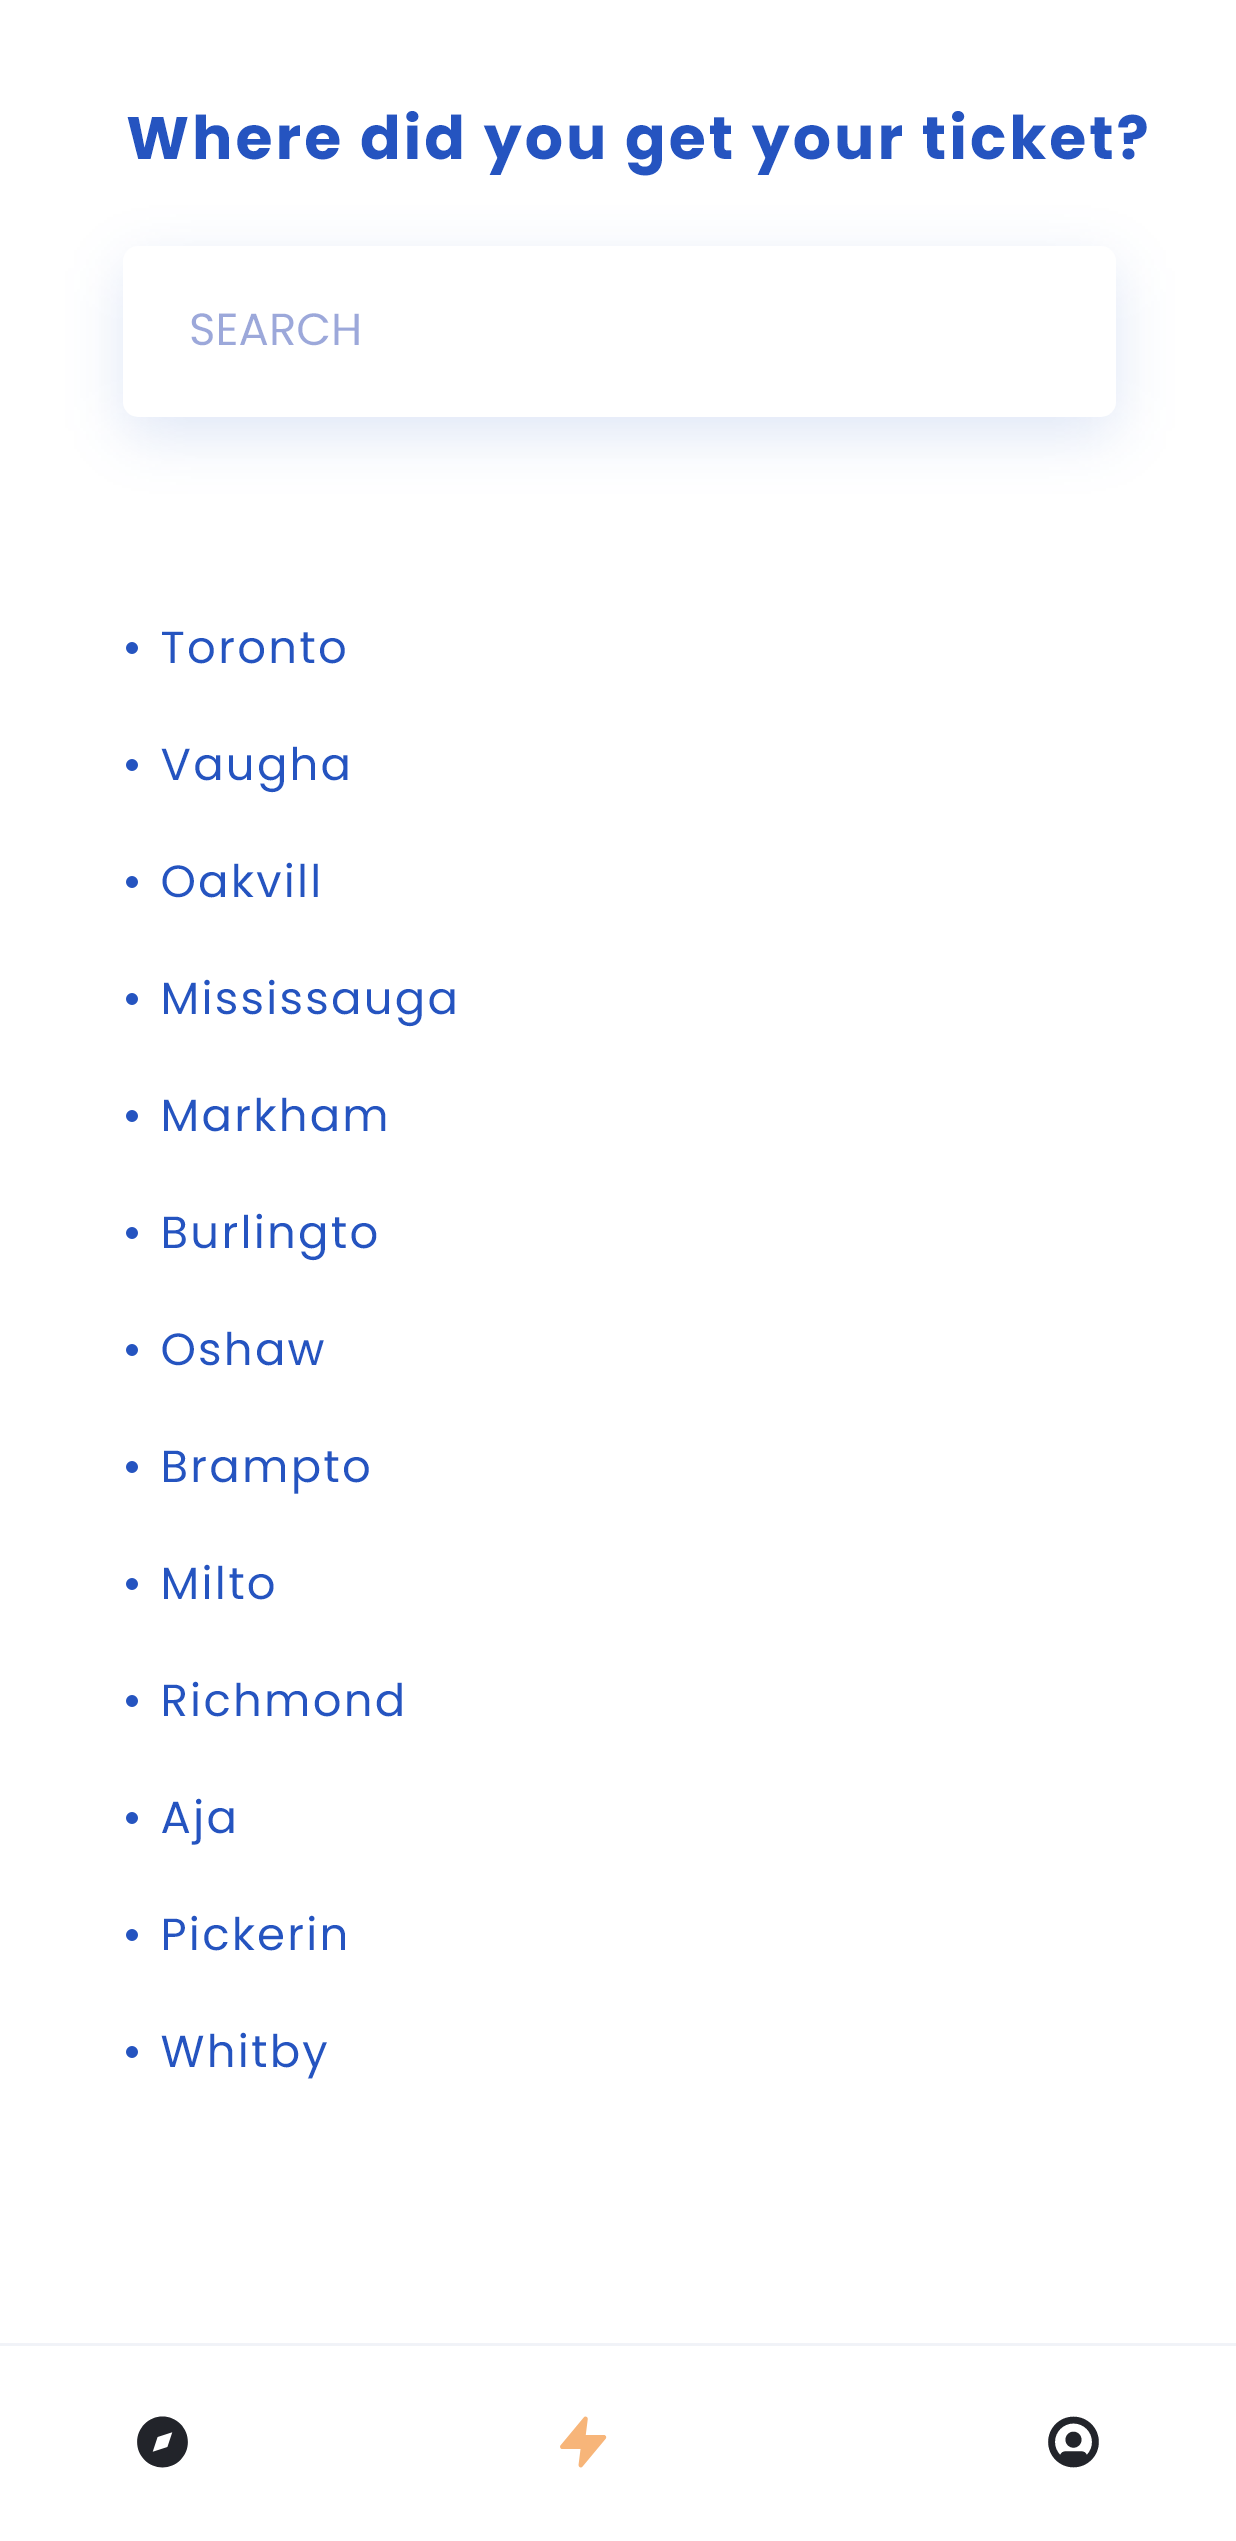 Where did you get your ticket?
SEARCH
• Toronto
• Vaugha
• Oakvill
• Mississauga
• Markham
• Burlingto
• Oshaw
• Brampto
• Milto
• Richmond
• Aja
• Pickerin
• Whitby